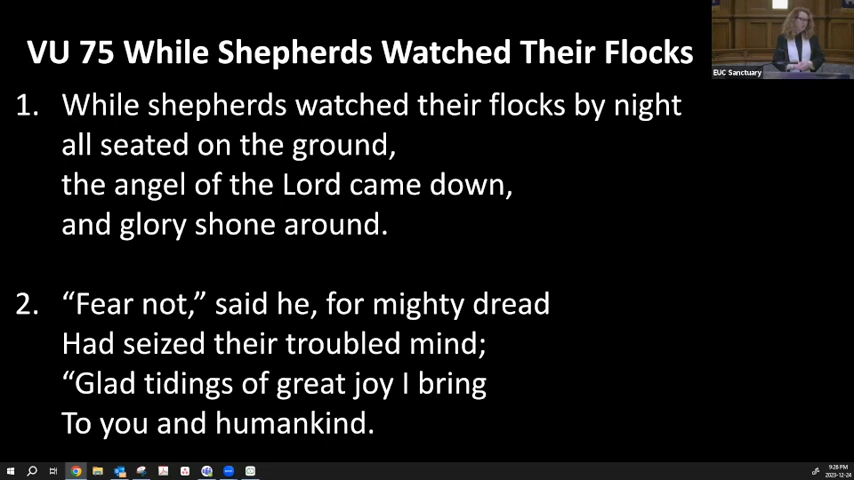 VU 75 While Shepherds Watched Their Flocks
EUC Sanctuary
1. While shepherds watched their flocks by night
all seated on the ground,
the angel of the Lord came down,
and glory shone around.
2. “Fear not,” said he, for mighty dread
Had seized their troubled mind;
“Glad tidings of great joy I bring
To you and humankind.
9:28 PM
2023-12-24